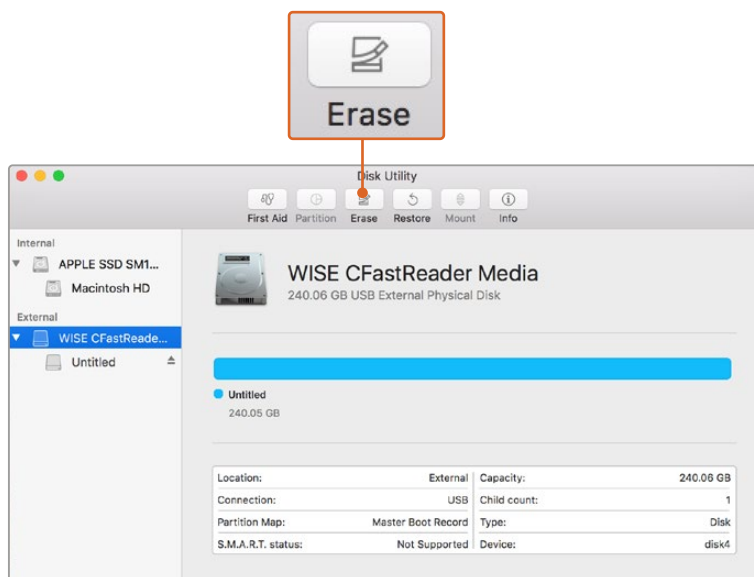 Erase
Disk Utility
First Aid Partition Erase Restore Mount Info
Internal
APPLE SSD SM1...
Macintosh HD
External
WISE CFastReade...
Untitled
WISE CFastReader Media
240.06 GB USB External Physical Disk
Untitled
240.05 GB
Location: External Capacity: 240.06 GB
Connection: USB Child count: 1
Partition Map: Master Boot Record Type: Disk
S.M.A.R.T. status: Not Supported Device: disk4